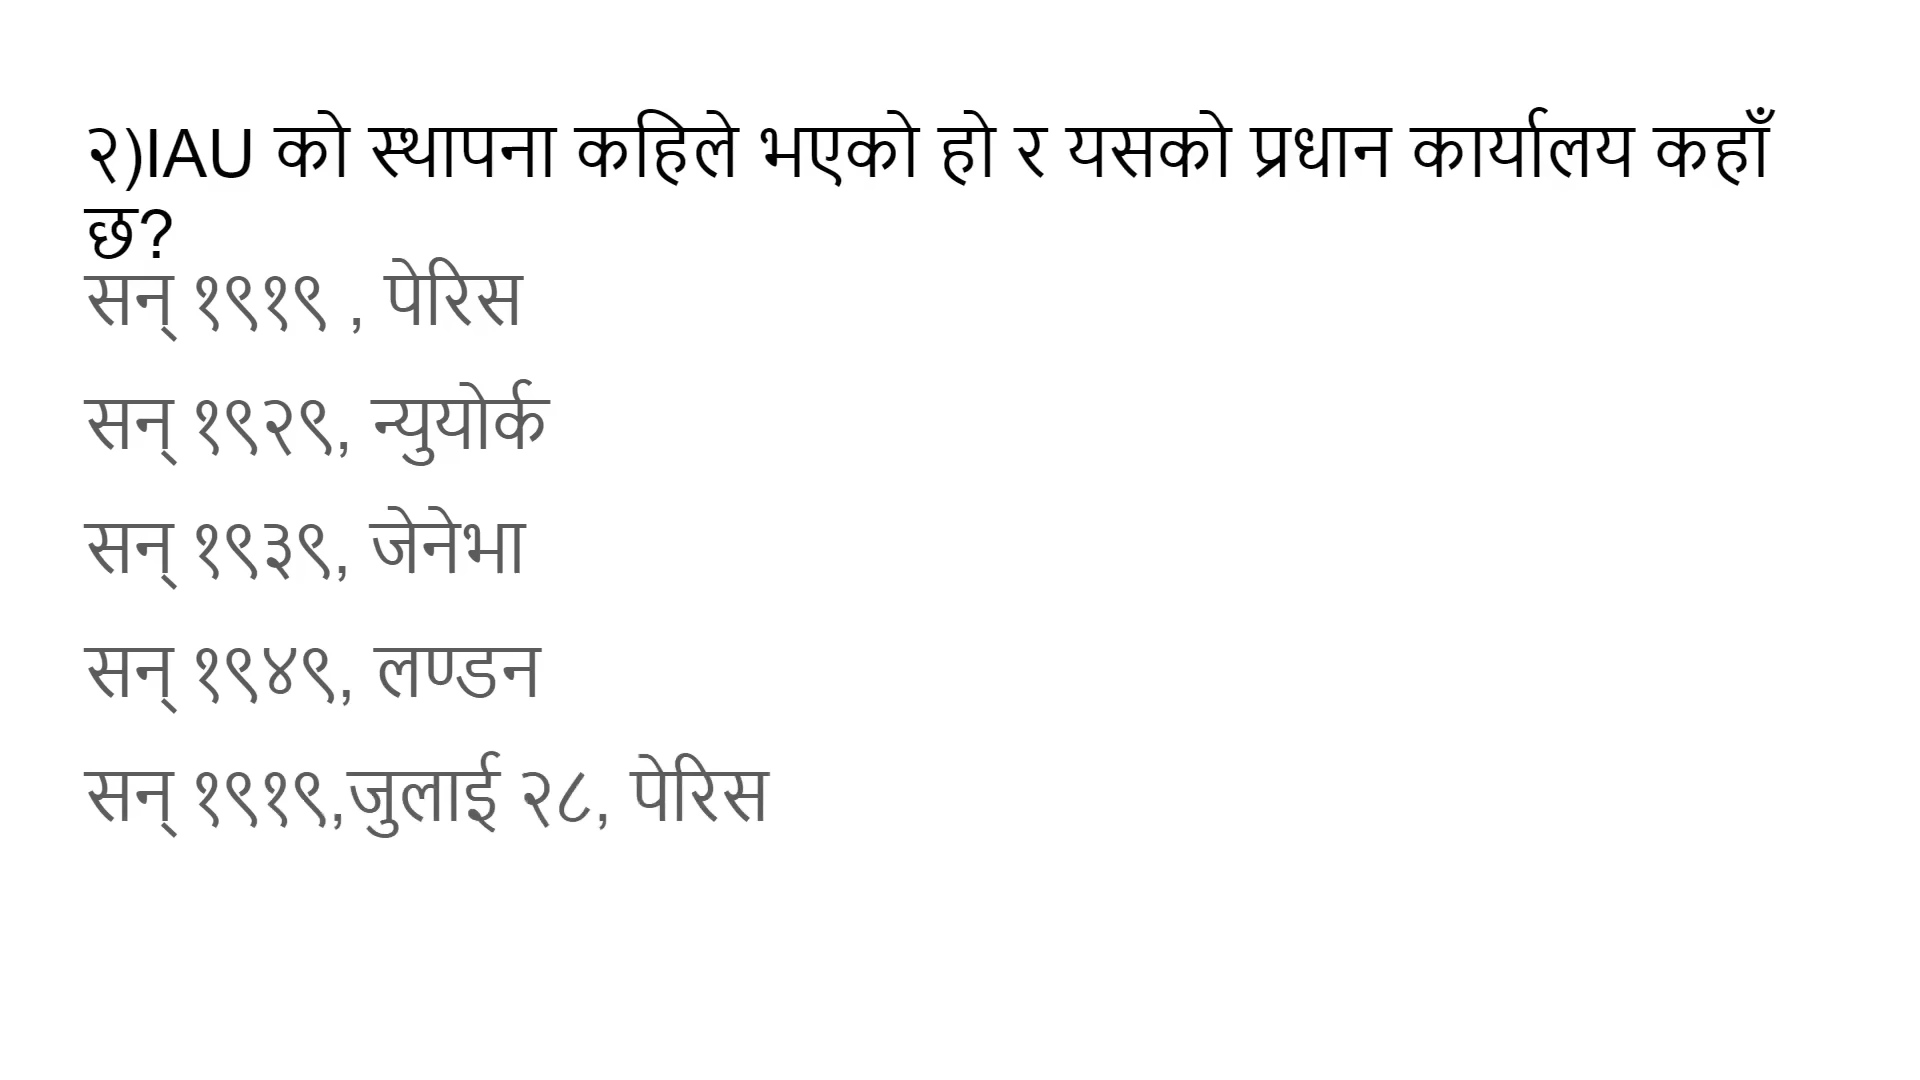 २)IAU को स्थापना कहिले भएको हो र यसको प्रधान कार्यालय कहाँ
छ?
सन् १९१९ , पेरिस
सन् १९२९, न्युयोर्क
सन् १९३९, जेनेभा
सन् १९४९, लण्डन
सन् १९१९,जुलाई २८, पेरिस